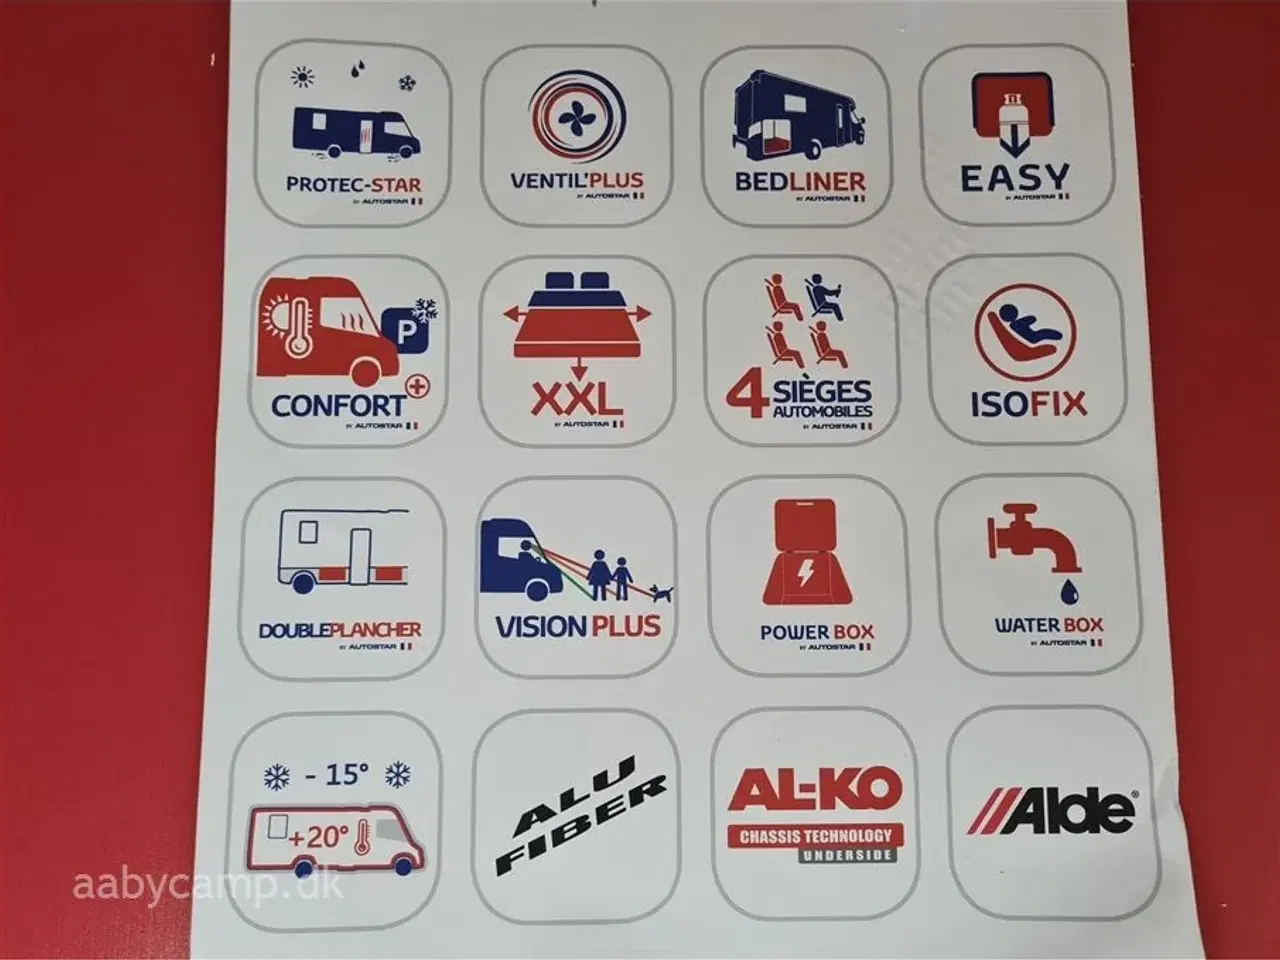 PROTEC-STAR
BY AUTOSTAR
VENTIL'PLUS
BY AUTOSTAR
BEDLINER
BY AUTOSTAR
EASY
BY AUTOSTAR
P
CONFORT
BY AUTOSTAR
XXL
BY AUTOSTAR
4 SIÈGES
AUTOMOBILES
BY AUTOSTAR
ISOFIX
DOUBLEPLANCHER
BY AUTOSTAR
VISION PLUS
POWER BOX
BY AUTOSTAR
WATER BOX
BY AUTOSTAR
- 15°
+20°
ALU
FIBER
AL-KO
CHASSIS TECHNOLOGY
UNDERSIDE
Alde®
aabycamp.dk